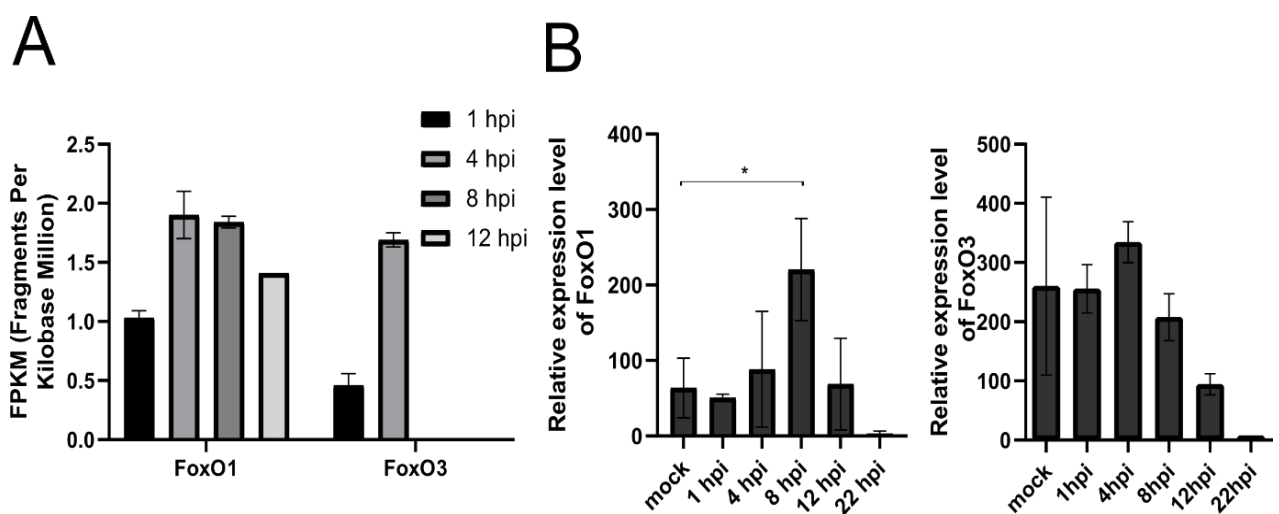 A
B
1 hpi
4 hpi
8 hpi
12 hpi
FPKM (Fragments Per
Kilobase Million)
2.5
2.0
1.5
1.0
0.5
0.0
FoxO1
FoxO3
Relative expression level
of FoxO1
400
300
200
100
0
*
mock
1 hpi
4 hpi
8 hpi
12 hpi
22 hpi
Relative expression level
of FoxO3
500
400
300
200
100
0
mock
1hpi
4hpi
8hpi
12hpi
22hpi